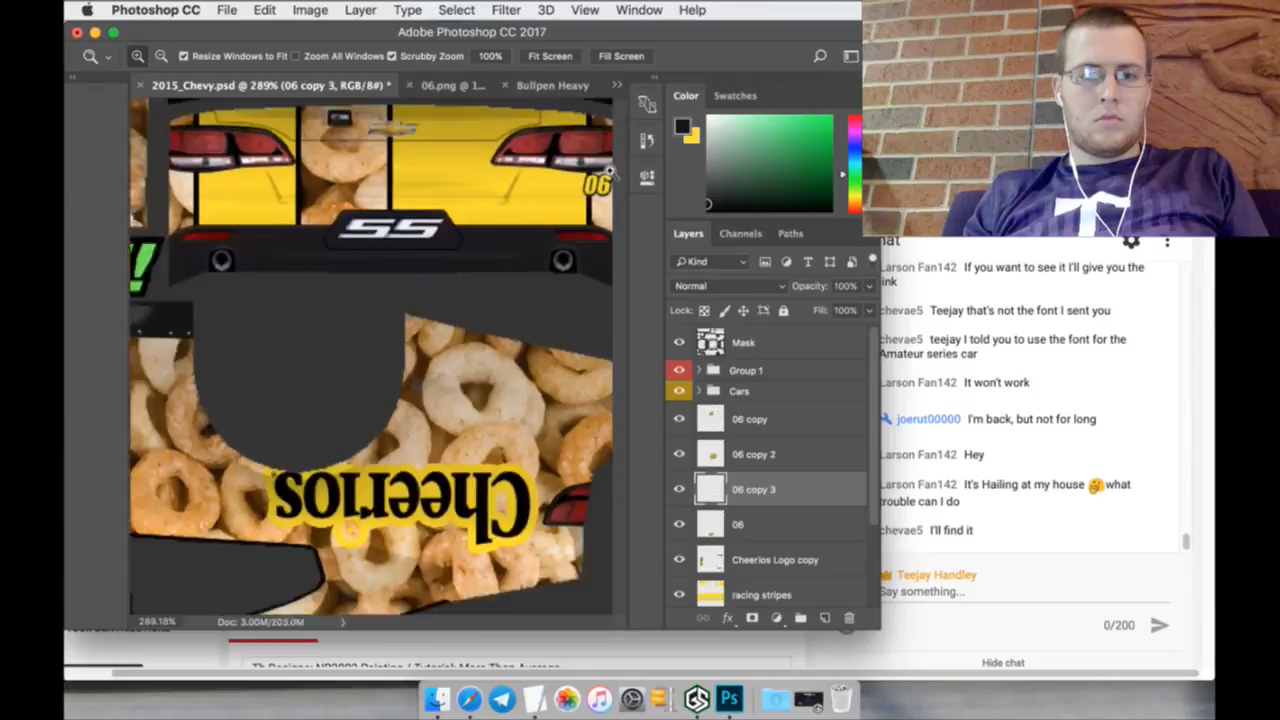 Photoshop CC File Edit Image Layer Type Select Filter 3D View Window Help
Adobe Photoshop CC 2017
Resize Windows to Fit Zoom All Windows Scrubby Zoom 100% Fit Screen Fill Screen
2015_Chevy.psd @ 289% (06 copy 3, RGB/8#) * 06.png @ 1... Bullpen Heavy
Color Swatches
06
SS
Cheerios
289.18% Doc: 3.00M/203.0M
Layers Channels Paths
Kind
Normal Opacity: 100%
Lock: Fill: 100%
Mask
Group 1
Cars
06 copy
06 copy 2
06 copy 3
06
Cheerios Logo copy
racing stripes
fx
Larson Fan142 If you want to see it I'll give you the
chevae5 Teejay that's not the font I sent you
chevae5 teejay I told you to use the font for the
Amateur series car
Larson Fan142 It won't work
joerut00000 I'm back, but not for long
Larson Fan142 Hey
Larson Fan142 It's Hailing at my house 🤔what
trouble can I do
chevae5 I'll find it
Teejay Handley
Say something...
0/200
Hide chat
Ps